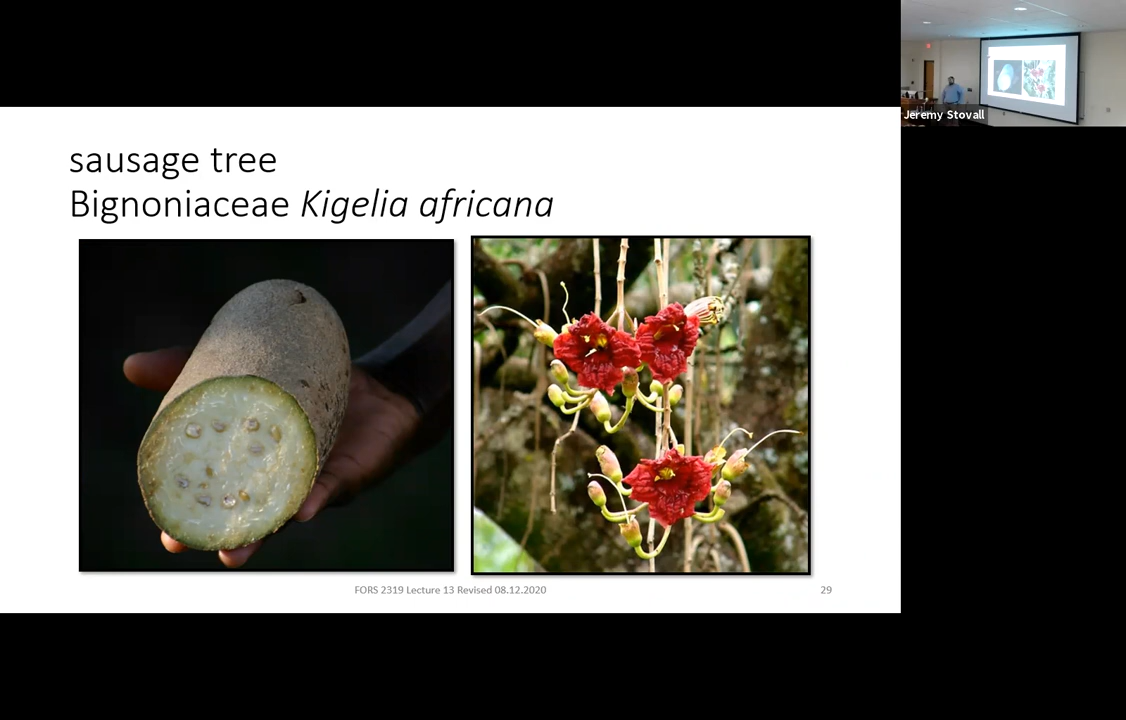 sausage tree
Bignoniaceae Kigelia africana
FORS 2319 Lecture 13 Revised 08.12.2020
29
Jeremy Stovall